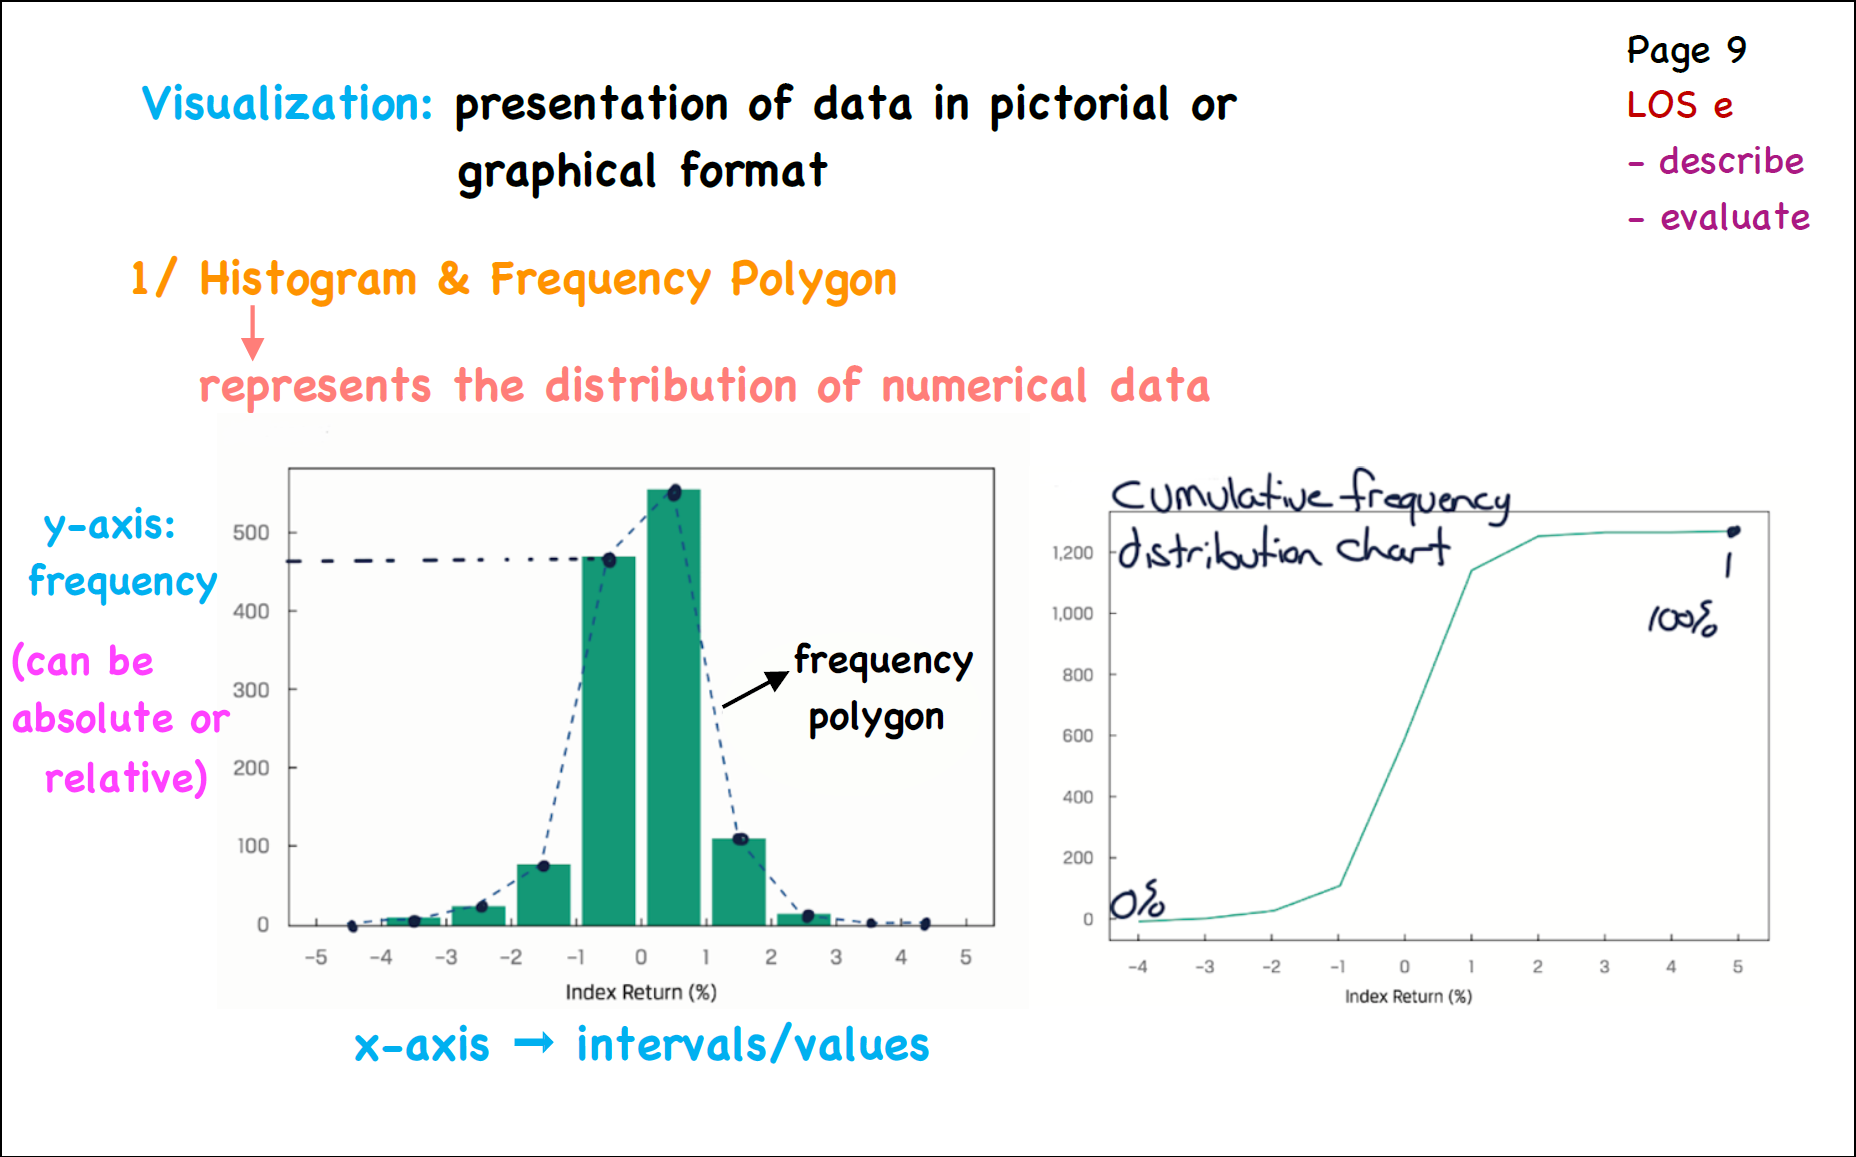 Page 9
LOS e
- describe
- evaluate
Visualization: presentation of data in pictorial or
graphical format
1/ Histogram & Frequency Polygon
represents the distribution of numerical data
y-axis:
frequency
(can be
absolute or
relative)
500
400
300
200
100
0
frequency
polygon
-5 -4 -3 -2 -1 0 1 2 3 4 5
Index Return (%)
x-axis → intervals/values
Cumulative frequency
distribution chart
1,200
1,000
800
600
400
200
0
1
100%
0%
-4 -3 -2 -1 0 1 2 3 4 5
Index Return (%)